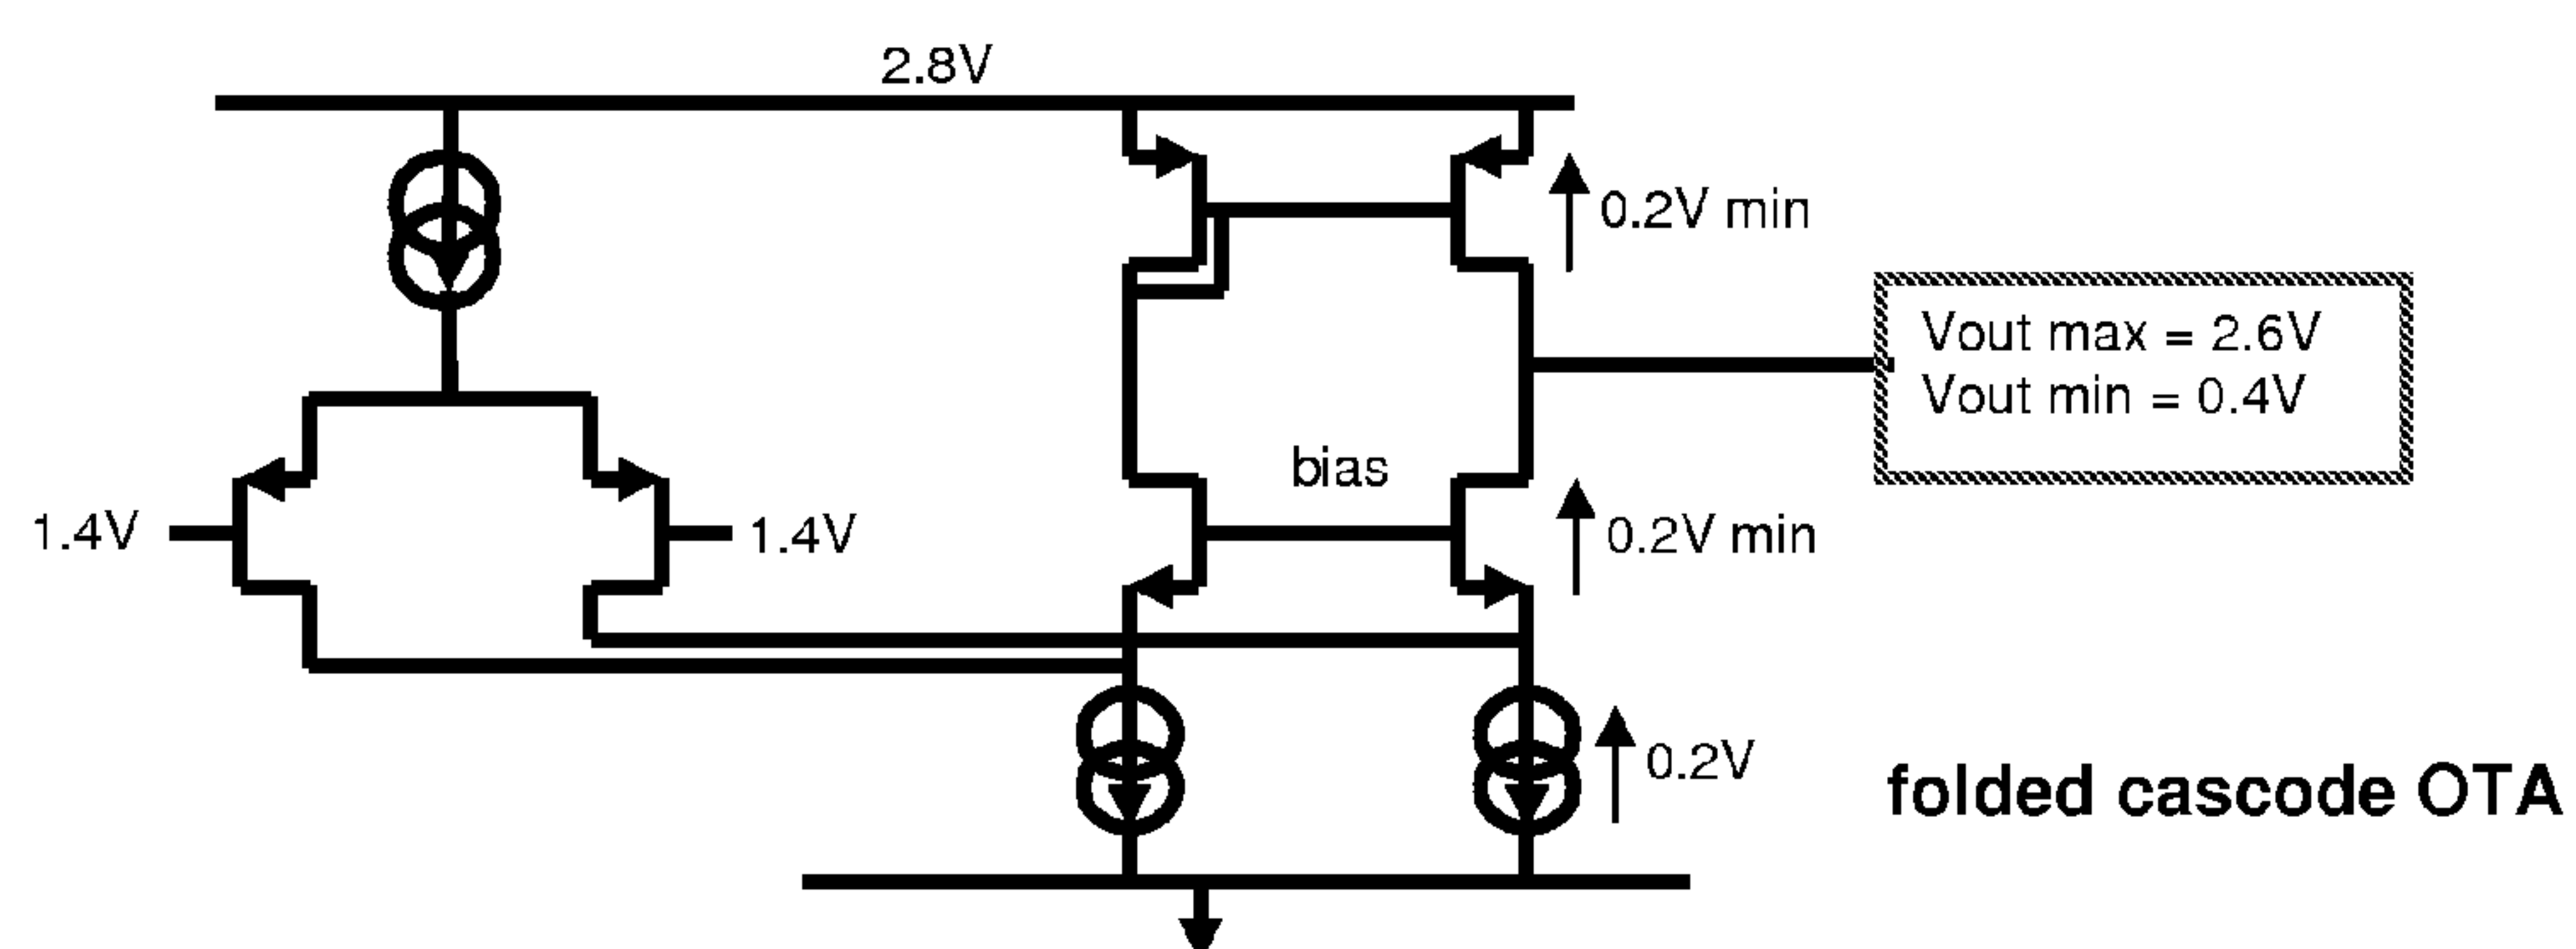 2.8V
0.2V min
Vout max = 2.6V
Vout min = 0.4V
bias
1.4V
1.4V
0.2V min
0.2V
folded cascode OTA